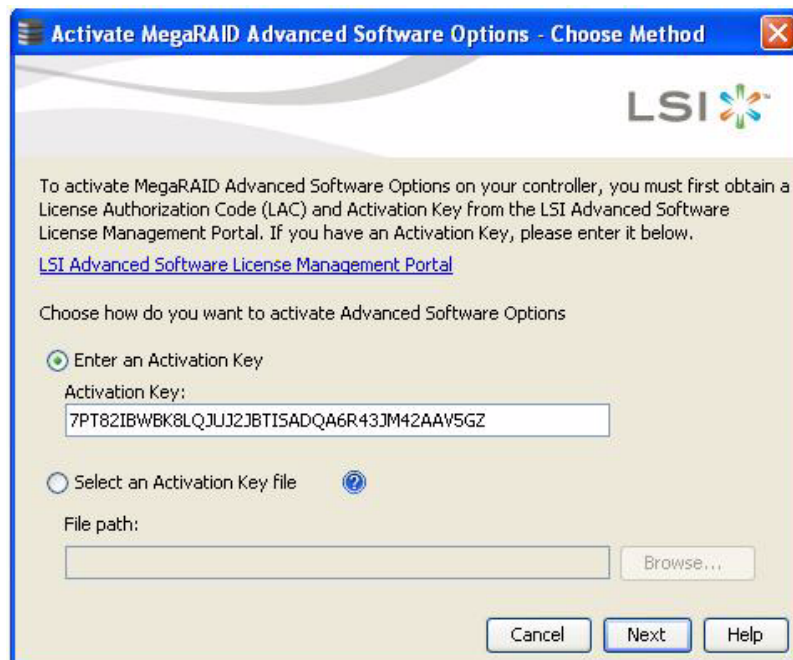 Activate MegaRAID Advanced Software Options - Choose Method
LSI
To activate MegaRAID Advanced Software Options on your controller, you must first obtain a
License Authorization Code (LAC) and Activation Key from the LSI Advanced Software
License Management Portal. If you have an Activation Key, please enter it below.
LSI Advanced Software License Management Portal
Choose how do you want to activate Advanced Software Options
Enter an Activation Key
Activation Key:
7PT82IBWBK8LQJUJ2JBTISADQA6R43JM42AAV5GZ
Select an Activation Key file
File path:
Browse...
Cancel Next Help